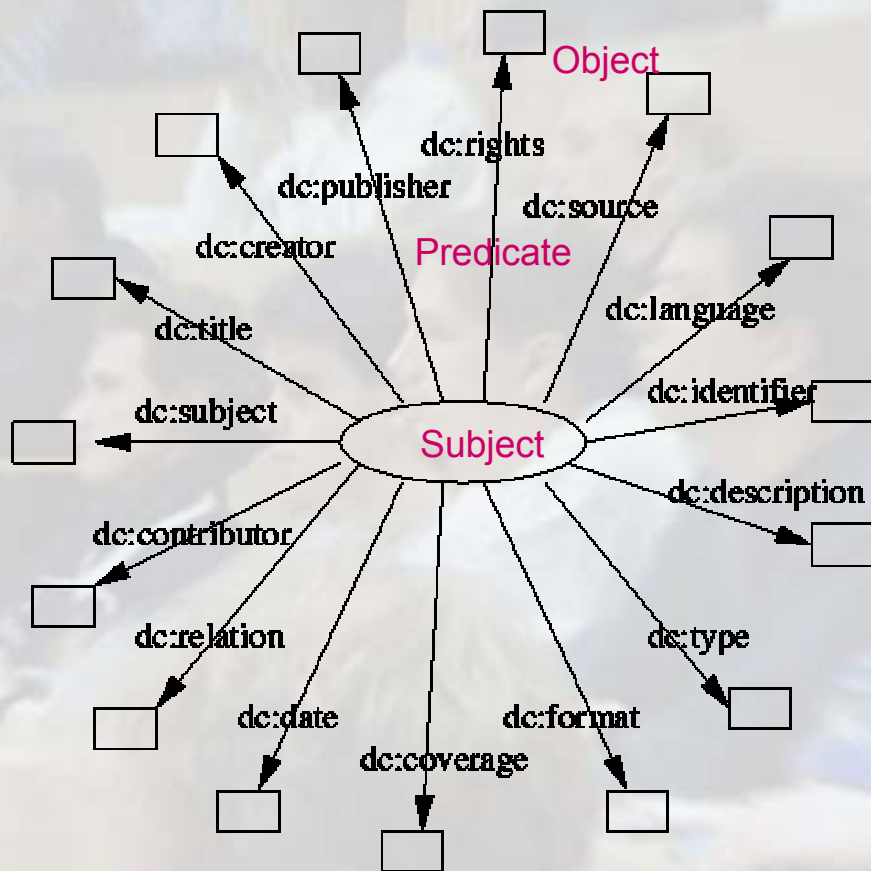 Object
dc:rights
dc:publisher
dc:source
dc:creator
Predicate
dc:language
dc:title
dc:identifier
dc:subject
Subject
dc:description
dc:contributor
dc:relation
dc:type
dc:date
dc:format
dc:coverage